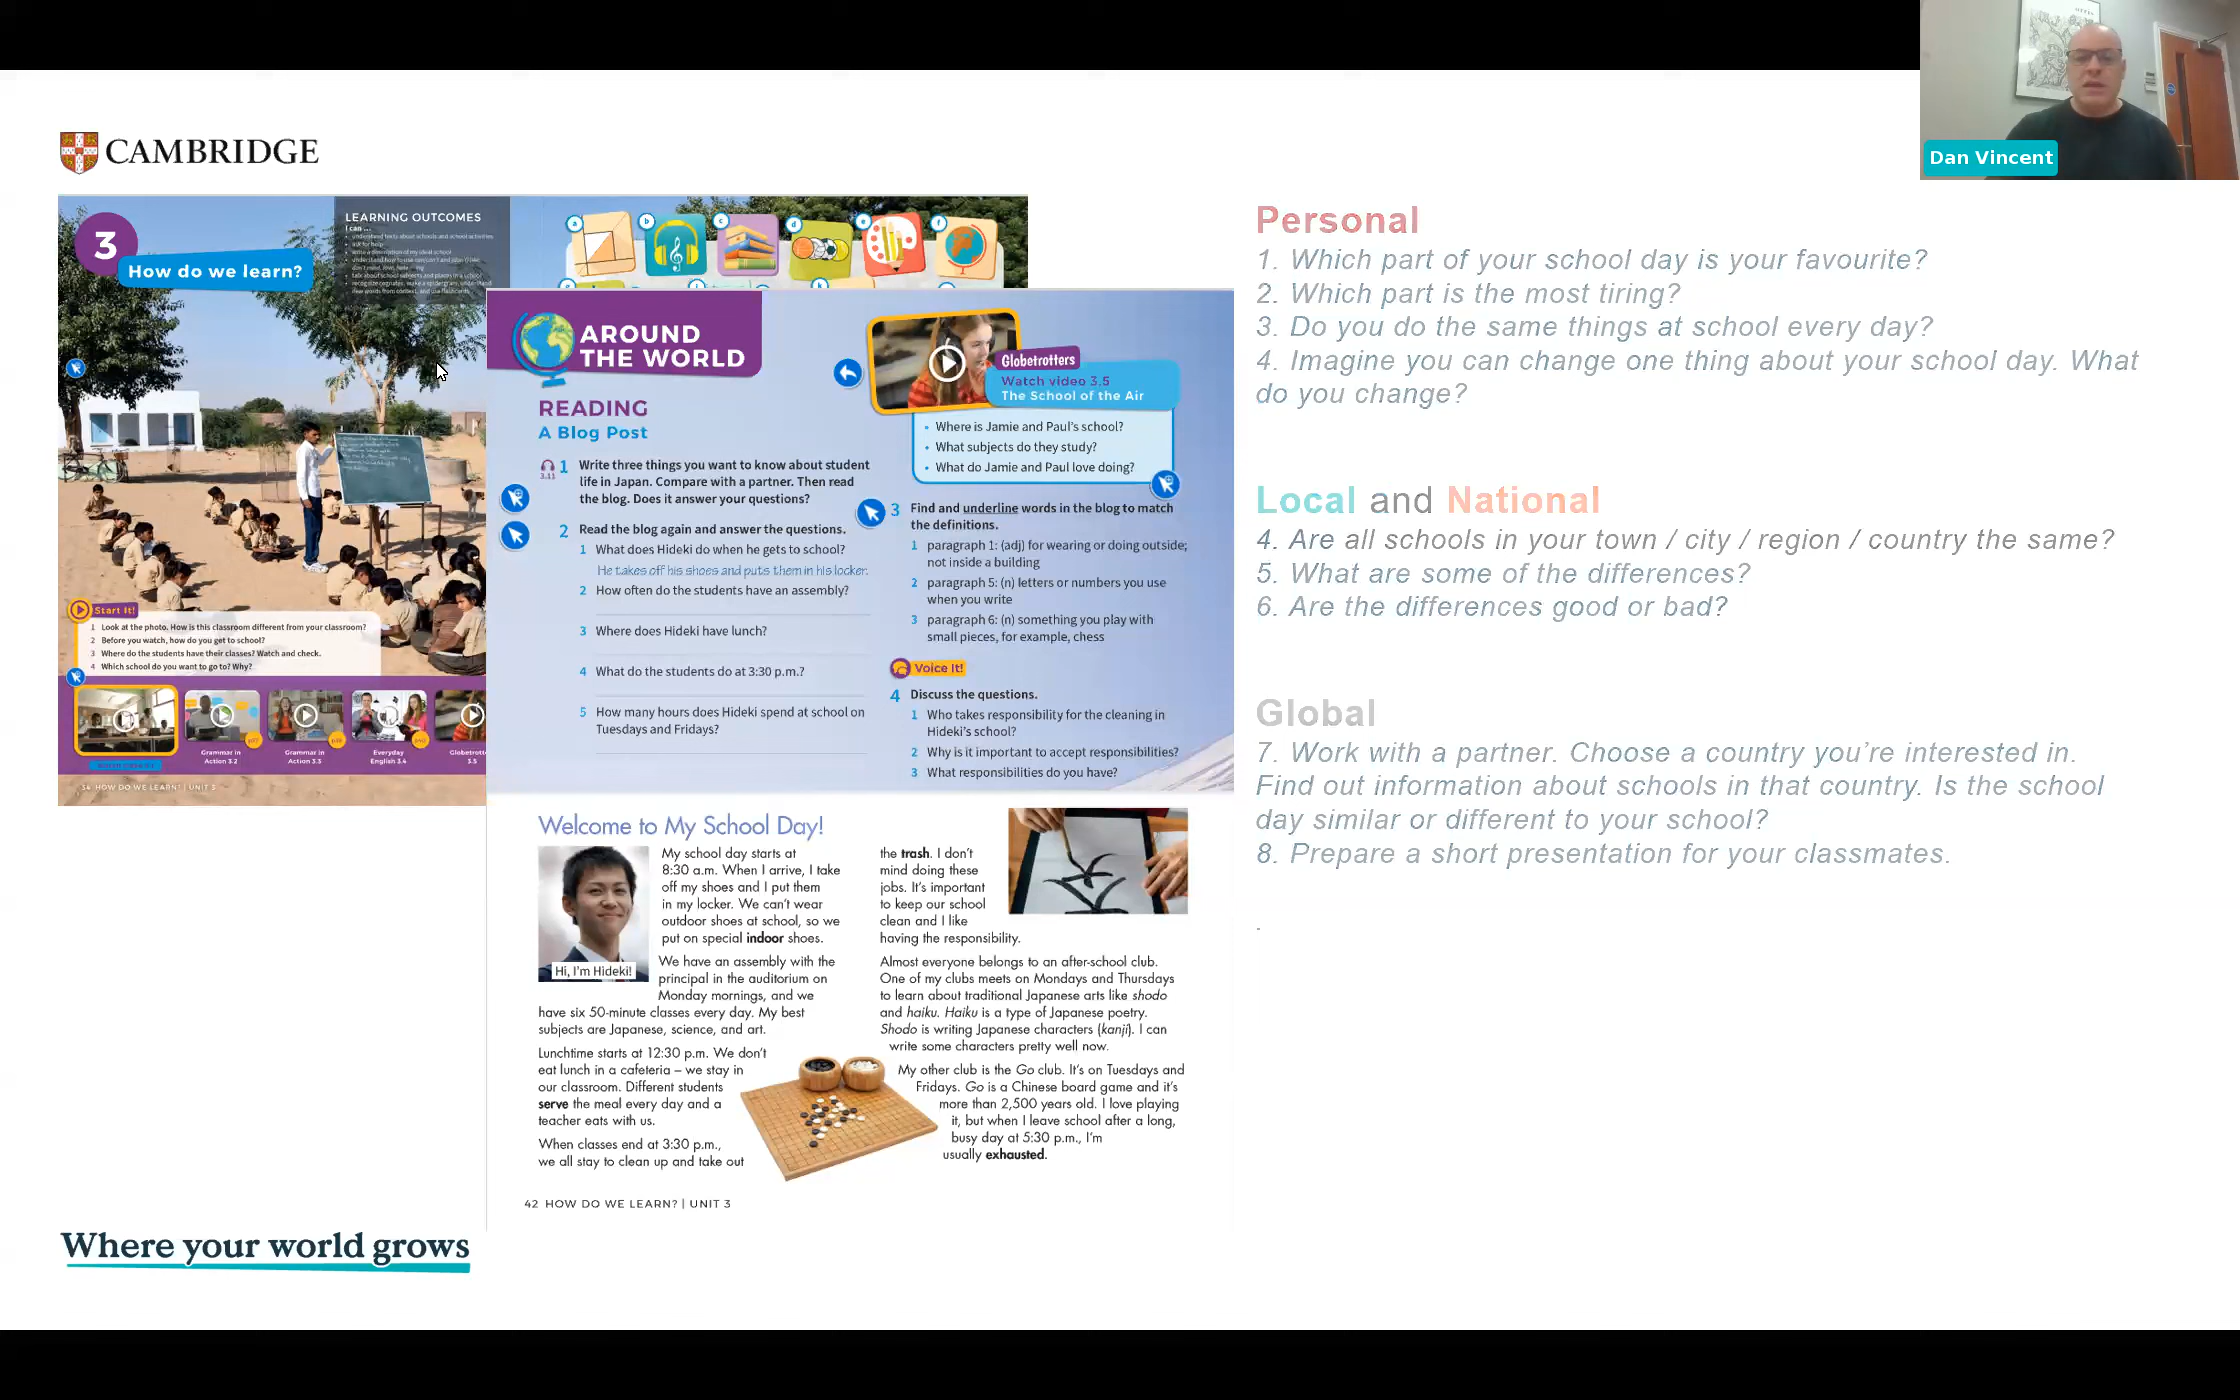 Dan Vincent
CAMBRIDGE
3
How do we learn?
LEARNING OUTCOMES
I can ...
a
b
c
d
e
f
Start It!
1 Look at the photo. How is this classroom different from your classroom?
2 Before you watch, how do you get to school?
3 Where do the students have their classes? Watch and check.
4 Which school do you want to go to? Why?
Grammar in
Action 3.2
Grammar in
Action 3.3
Everyday
English 3.4
3.5
34 HOW DO WE LEARN? | UNIT 3
AROUND
THE WORLD
READING
A Blog Post
3.11
1 Write three things you want to know about student
life in Japan. Compare with a partner. Then read
the blog. Does it answer your questions?
2 Read the blog again and answer the questions.
1 What does Hideki do when he gets to school?
He takes off his shoes and puts them in his locker.
2 How often do the students have an assembly?
3 Where does Hideki have lunch?
4 What do the students do at 3:30 p.m.?
5 How many hours does Hideki spend at school on
Tuesdays and Fridays?
Globetrotters
Watch video 3.5
The School of the Air
• Where is Jamie and Paul's school?
• What subjects do they study?
• What do Jamie and Paul love doing?
3 Find and underline words in the blog to match
the definitions.
1 paragraph 1: (adj) for wearing or doing outside;
not inside a building
2 paragraph 5: (n) letters or numbers you use
when you write
3 paragraph 6: (n) something you play with
small pieces, for example, chess
Voice It!
4 Discuss the questions.
1 Who takes responsibility for the cleaning in
Hideki's school?
2 Why is it important to accept responsibilities?
3 What responsibilities do you have?
Welcome to My School Day!
Hi, I'm Hideki!
My school day starts at
8:30 a.m. When I arrive, I take
off my shoes and I put them
in my locker. We can't wear
outdoor shoes at school, so we
put on special indoor shoes.
We have an assembly with the
principal in the auditorium on
Monday mornings, and we
have six 50-minute classes every day. My best
subjects are Japanese, science, and art.
Lunchtime starts at 12:30 p.m. We don't
eat lunch in a cafeteria – we stay in
our classroom. Different students
serve the meal every day and a
teacher eats with us.
When classes end at 3:30 p.m.,
we all stay to clean up and take out
the trash. I don't
mind doing these
jobs. It's important
to keep our school
clean and I like
having the responsibility.
Almost everyone belongs to an after-school club.
One of my clubs meets on Mondays and Thursdays
to learn about traditional Japanese arts like shodo
and haiku. Haiku is a type of Japanese poetry.
Shodo is writing Japanese characters (kanji). I can
write some characters pretty well now.
My other club is the Go club. It's on Tuesdays and
Fridays. Go is a Chinese board game and it's
more than 2,500 years old. I love playing
it, but when I leave school after a long,
busy day at 5:30 p.m., I'm
usually exhausted.
42 HOW DO WE LEARN? | UNIT 3
Personal
1. Which part of your school day is your favourite?
2. Which part is the most tiring?
3. Do you do the same things at school every day?
4. Imagine you can change one thing about your school day. What
do you change?
Local and National
4. Are all schools in your town / city / region / country the same?
5. What are some of the differences?
6. Are the differences good or bad?
Global
7. Work with a partner. Choose a country you're interested in.
Find out information about schools in that country. Is the school
day similar or different to your school?
8. Prepare a short presentation for your classmates.
.
Where your world grows